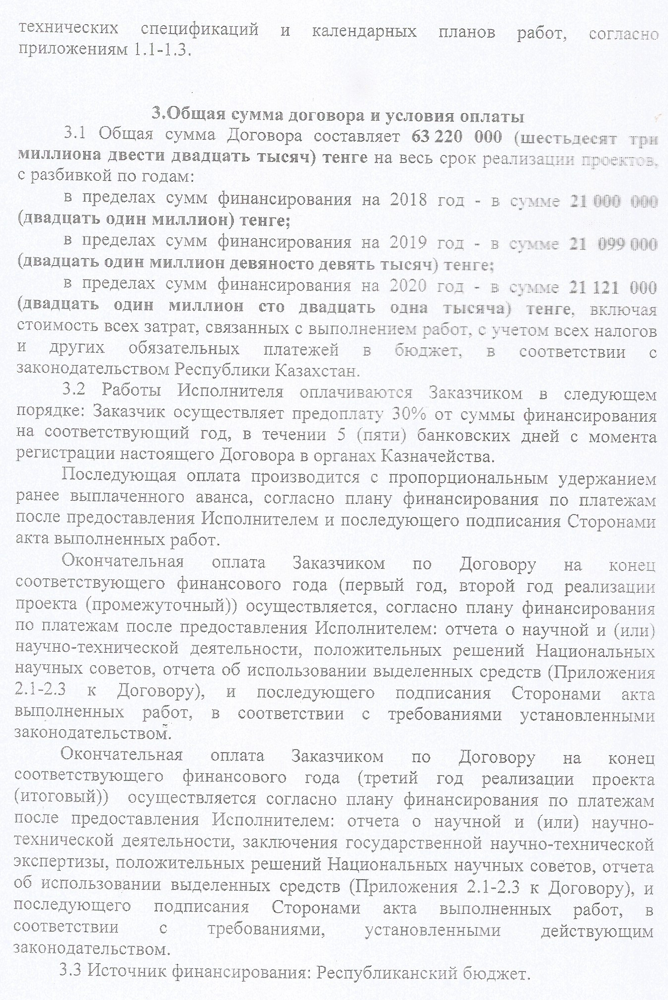 технических спецификаций и календарных планов работ, согласно
приложениям 1.1-1.3.
3.Общая сумма договора и условия оплаты
3.1 Общая сумма Договора составляет 63 220 000 (шестьдесят три
миллиона двести двадцать тысяч) тенге на весь срок реализации проектов,
с разбивкой по годам:
в пределах сумм финансирования на 2018 год - в сумме 21 000 000
(двадцать один миллион) тенге;
в пределах сумм финансирования на 2019 год - в сумме 21 099 000
(двадцать один миллион девяносто девять тысяч) тенге;
в пределах сумм финансирования на 2020 год - в сумме 21 121 000
(двадцать один миллион сто двадцать одна тысяча) тенге, включая
стоимость всех затрат, связанных с выполнением работ, с учетом всех налогов
и других обязательных платежей в бюджет, в соответствии с
законодательством Республики Казахстан.
3.2 Работы Исполнителя оплачиваются Заказчиком в следующем
порядке: Заказчик осуществляет предоплату 30% от суммы финансирования
на соответствующий год, в течении 5 (пяти) банковских дней с момента
регистрации настоящего Договора в органах Казначейства.
Последующая оплата производится с пропорциональным удержанием
ранее выплаченного аванса, согласно плану финансирования по платежам
после предоставления Исполнителем и последующего подписания Сторонами
акта выполненных работ.
Окончательная оплата Заказчиком по Договору на конец
соответствующего финансового года (первый год, второй год реализации
проекта (промежуточный)) осуществляется, согласно плану финансирования
по платежам после предоставления Исполнителем: отчета о научной и (или)
научно-технической деятельности, положительных решений Национальных
научных советов, отчета об использовании выделенных средств (Приложения
2.1-2.3 к Договору), и последующего подписания Сторонами акта
выполненных работ, в соответствии с требованиями установленными
законодательством.
Окончательная оплата Заказчиком по Договору на конец
соответствующего финансового года (третий год реализации проекта
(итоговый)) осуществляется согласно плану финансирования по платежам
после предоставления Исполнителем: отчета о научной и (или) научно-
технической деятельности, заключения государственной научно-технической
экспертизы, положительных решений Национальных научных советов, отчета
об использовании выделенных средств (Приложения 2.1-2.3 к Договору), и
последующего подписания Сторонами акта выполненных работ, в
соответствии с требованиями, установленными действующим
законодательством.
3.3 Источник финансирования: Республиканский бюджет.